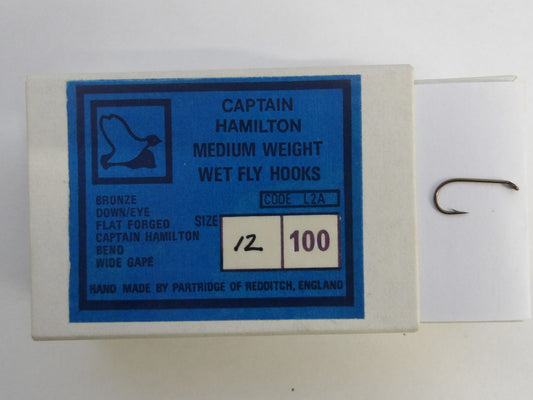 CAPTAIN
HAMILTON
MEDIUM WEIGHT
WET FLY HOOKS
CODE L2A
BRONZE
DOWN/EYE
FLAT FORGED
CAPTAIN HAMILTON
BEND
WIDE GAPE
SIZE 12 100
HAND MADE BY PARTRIDGE OF REDDITCH, ENGLAND